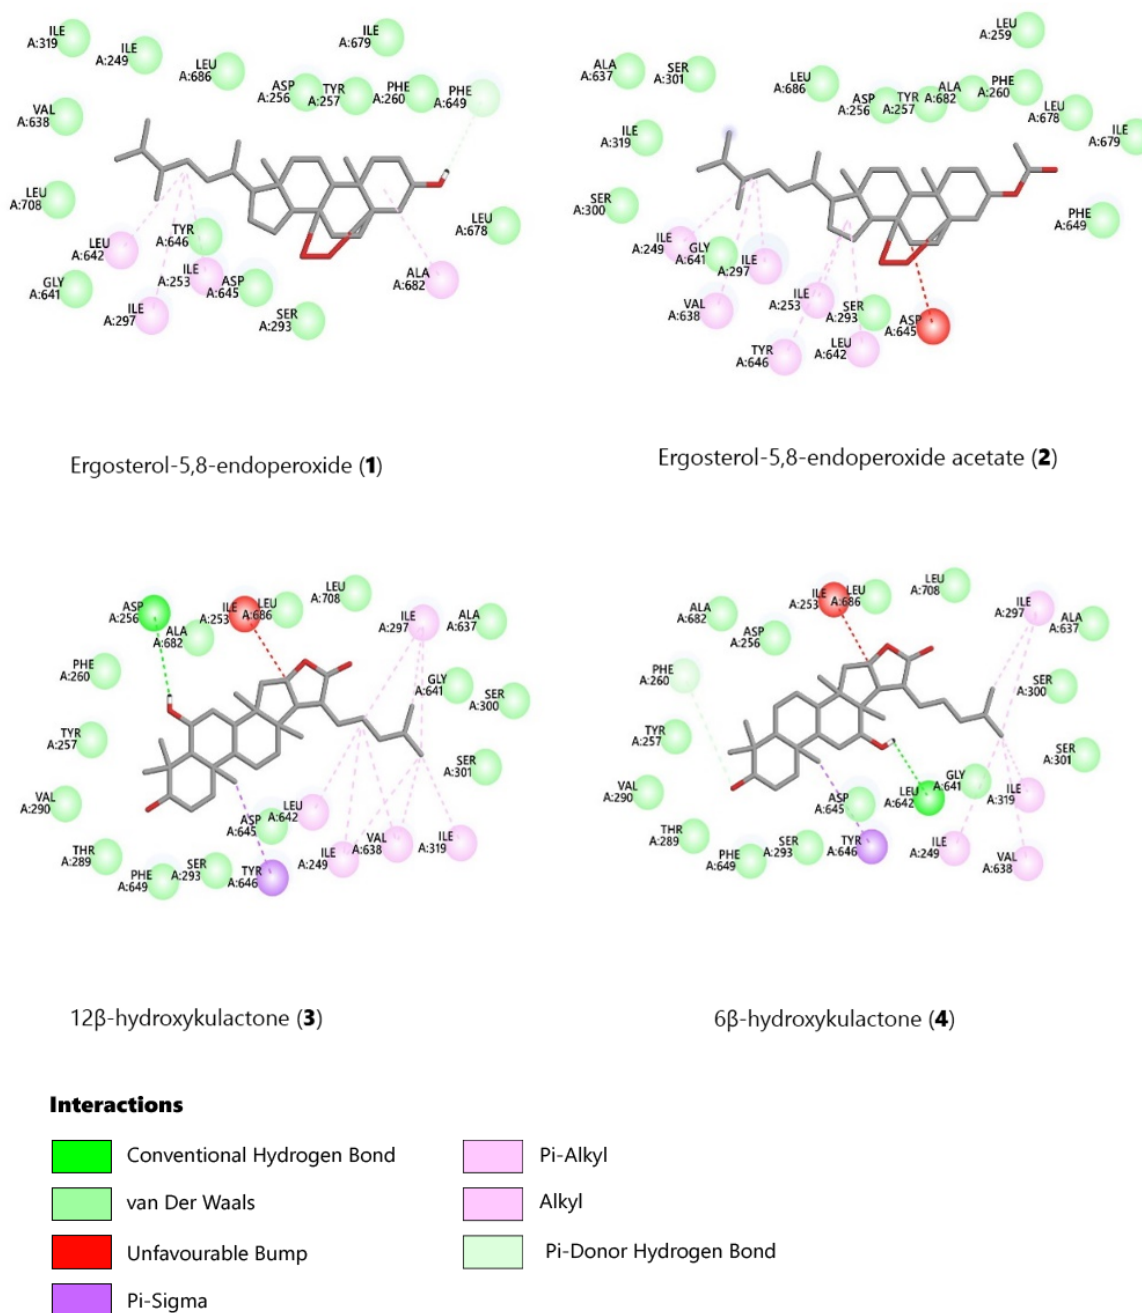 ILE
A:319
ILE
A:249
LEU
A:686
ASP
A:256
TYR
A:257
ILE
A:679
PHE
A:260
PHE
A:649
VAL
A:638
LEU
A:708
LEU
A:642
TYR
A:646
ILE
A:253
ASP
A:645
GLY
A:641
ILE
A:297
SER
A:293
ALA
A:682
LEU
A:678
Ergosterol-5,8-endoperoxide (1)
LEU
A:259
ALA
A:637
SER
A:301
LEU
A:686
ASP
A:256
TYR
A:257
ALA
A:682
PHE
A:260
LEU
A:678
ILE
A:679
ILE
A:319
SER
A:300
PHE
A:649
ILE
A:249
GLY
A:641
ILE
A:297
VAL
A:638
ILE
A:253
SER
A:293
ASP
A:645
TYR
A:646
LEU
A:642
Ergosterol-5,8-endoperoxide acetate (2)
ASP
A:256
ALA
A:682
ILE
A:253
LEU
A:686
LEU
A:708
ILE
A:297
ALA
A:637
PHE
A:260
GLY
A:641
SER
A:300
TYR
A:257
SER
A:301
VAL
A:290
ASP
A:645
LEU
A:642
THR
A:289
PHE
A:649
SER
A:293
TYR
A:646
ILE
A:249
VAL
A:638
ILE
A:319
12β-hydroxykulactone (3)
ALA
A:682
ASP
A:256
ILE
A:253
LEU
A:686
LEU
A:708
ILE
A:297
ALA
A:637
PHE
A:260
SER
A:300
TYR
A:257
SER
A:301
VAL
A:290
ASP
A:645
LEU
A:642
GLY
A:641
ILE
A:319
THR
A:289
PHE
A:649
SER
A:293
TYR
A:646
ILE
A:249
VAL
A:638
6β-hydroxykulactone (4)
Interactions
Conventional Hydrogen Bond
van Der Waals
Unfavourable Bump
Pi-Sigma
Pi-Alkyl
Alkyl
Pi-Donor Hydrogen Bond